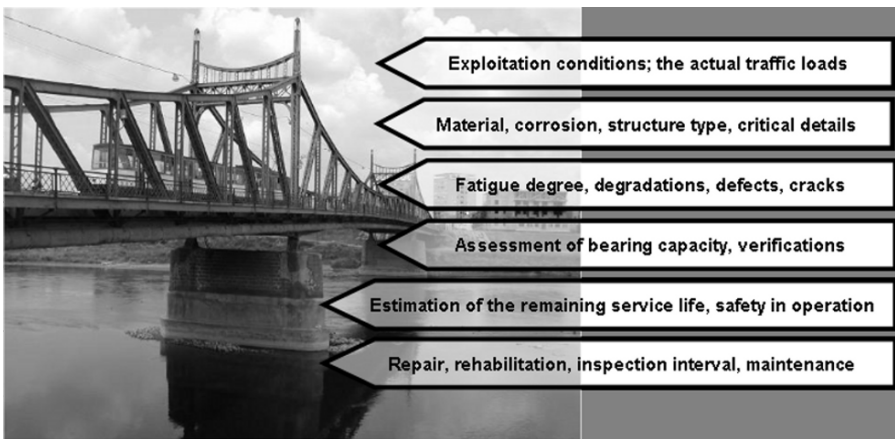 Exploitation conditions; the actual traffic loads
Material, corrosion, structure type, critical details
Fatigue degree, degradations, defects, cracks
Assessment of bearing capacity, verifications
Estimation of the remaining service life, safety in operation
Repair, rehabilitation, inspection interval, maintenance